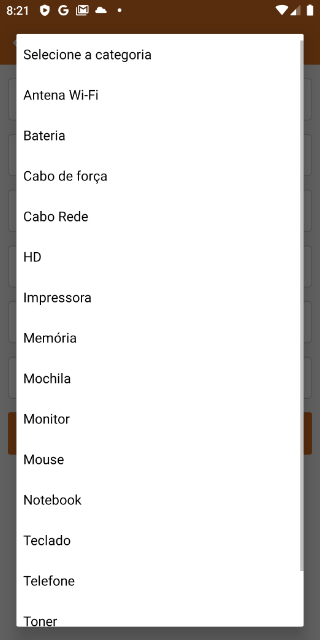 8:21
Selecione a categoria
Antena Wi-Fi
Bateria
Cabo de força
Cabo Rede
HD
Impressora
Memória
Mochila
Monitor
Mouse
Notebook
Teclado
Telefone
Toner